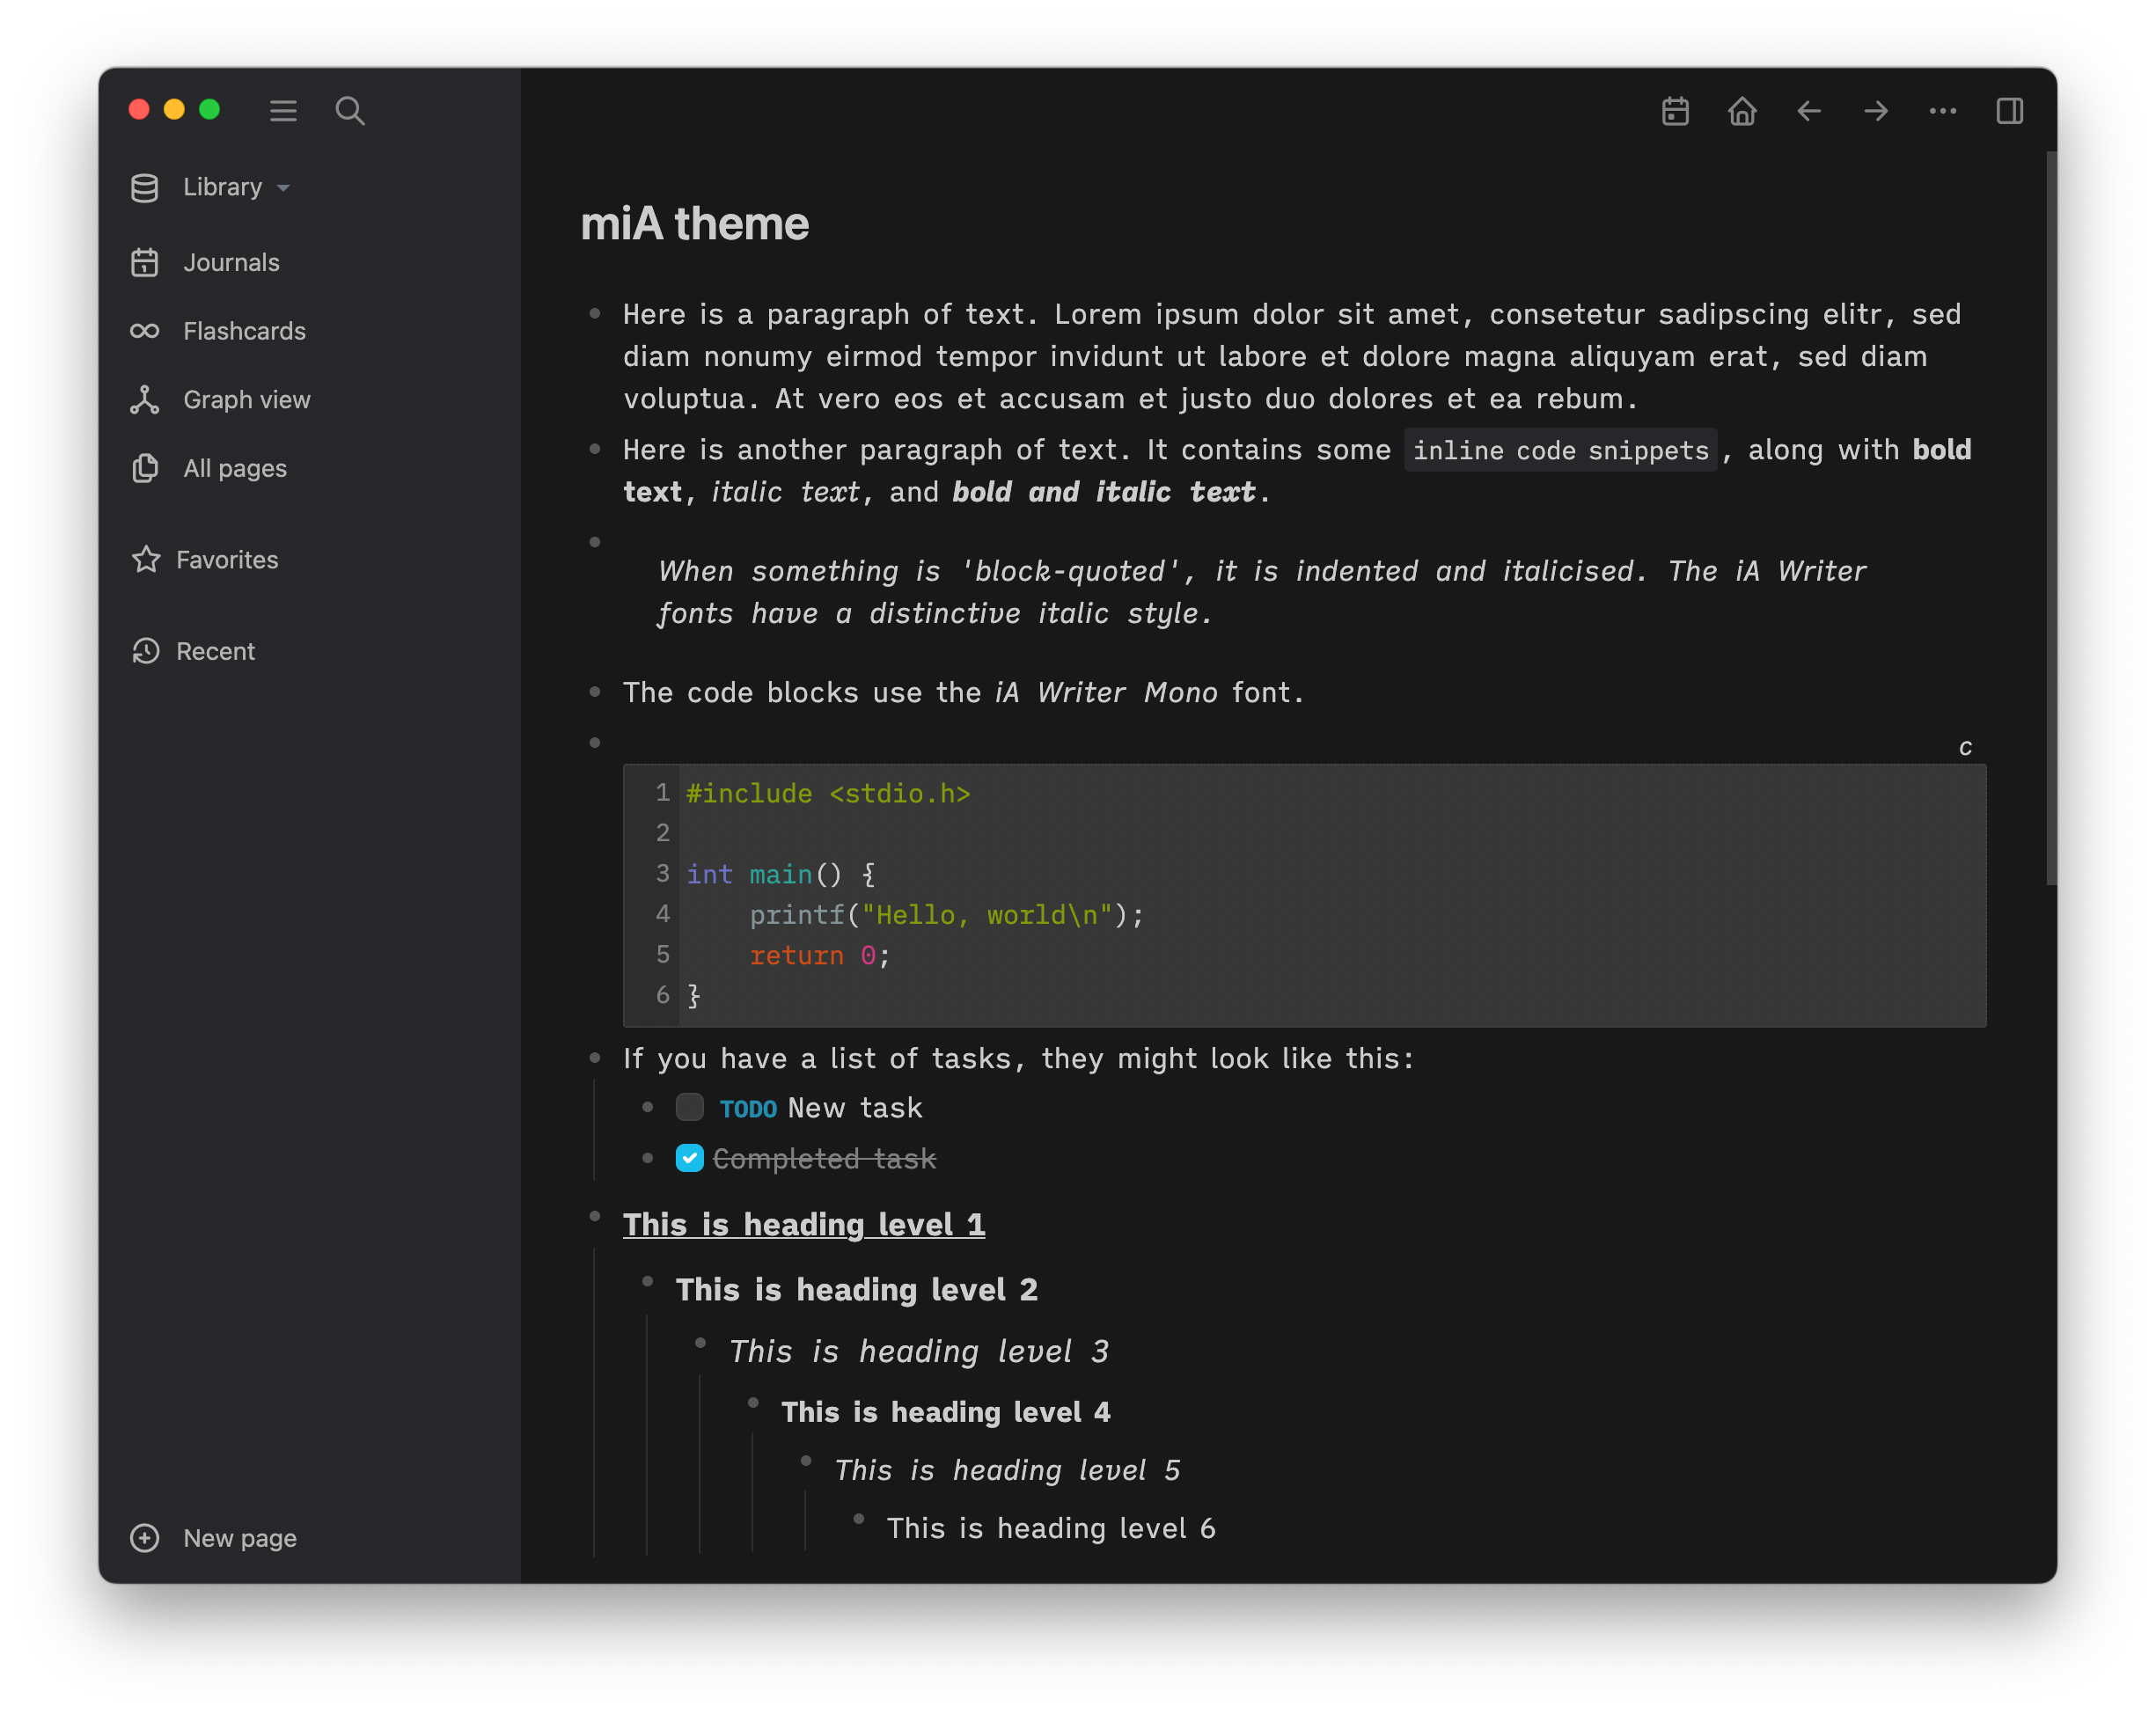 Library
Journals
Flashcards
Graph view
All pages
Favorites
Recent
New page
miA theme
Here is a paragraph of text. Lorem ipsum dolor sit amet, consetetur sadipscing elitr, sed
diam nonumy eirmod tempor invidunt ut labore et dolore magna aliquyam erat, sed diam
voluptua. At vero eos et accusam et justo duo dolores et ea rebum.
Here is another paragraph of text. It contains some inline code snippets, along with bold
text, italic text, and bold and italic text.
When something is 'block-quoted', it is indented and italicised. The iA Writer
fonts have a distinctive italic style.
The code blocks use the iA Writer Mono font.
c
1 #include <stdio.h>
2
3 int main() {
4     printf("Hello, world\n");
5     return 0;
6 }
If you have a list of tasks, they might look like this:
TODO New task
Completed task
This is heading level 1
This is heading level 2
This is heading level 3
This is heading level 4
This is heading level 5
This is heading level 6